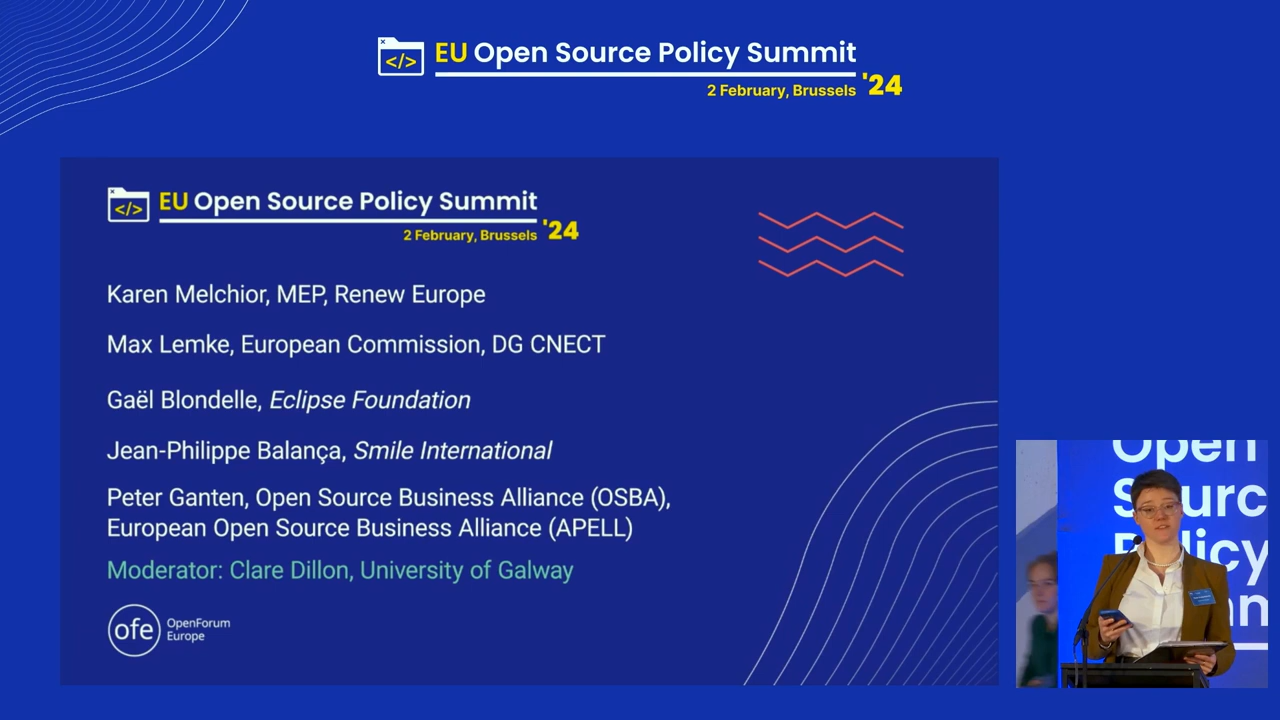 </>
EU Open Source Policy Summit
2 February, Brussels '24
</>
EU Open Source Policy Summit
2 February, Brussels '24
Karen Melchior, MEP, Renew Europe
Max Lemke, European Commission, DG CNECT
Gaël Blondelle, Eclipse Foundation
Jean-Philippe Balança, Smile International
Peter Ganten, Open Source Business Alliance (OSBA),
European Open Source Business Alliance (APELL)
Moderator: Clare Dillon, University of Galway
ofe OpenForum
Europe
Open